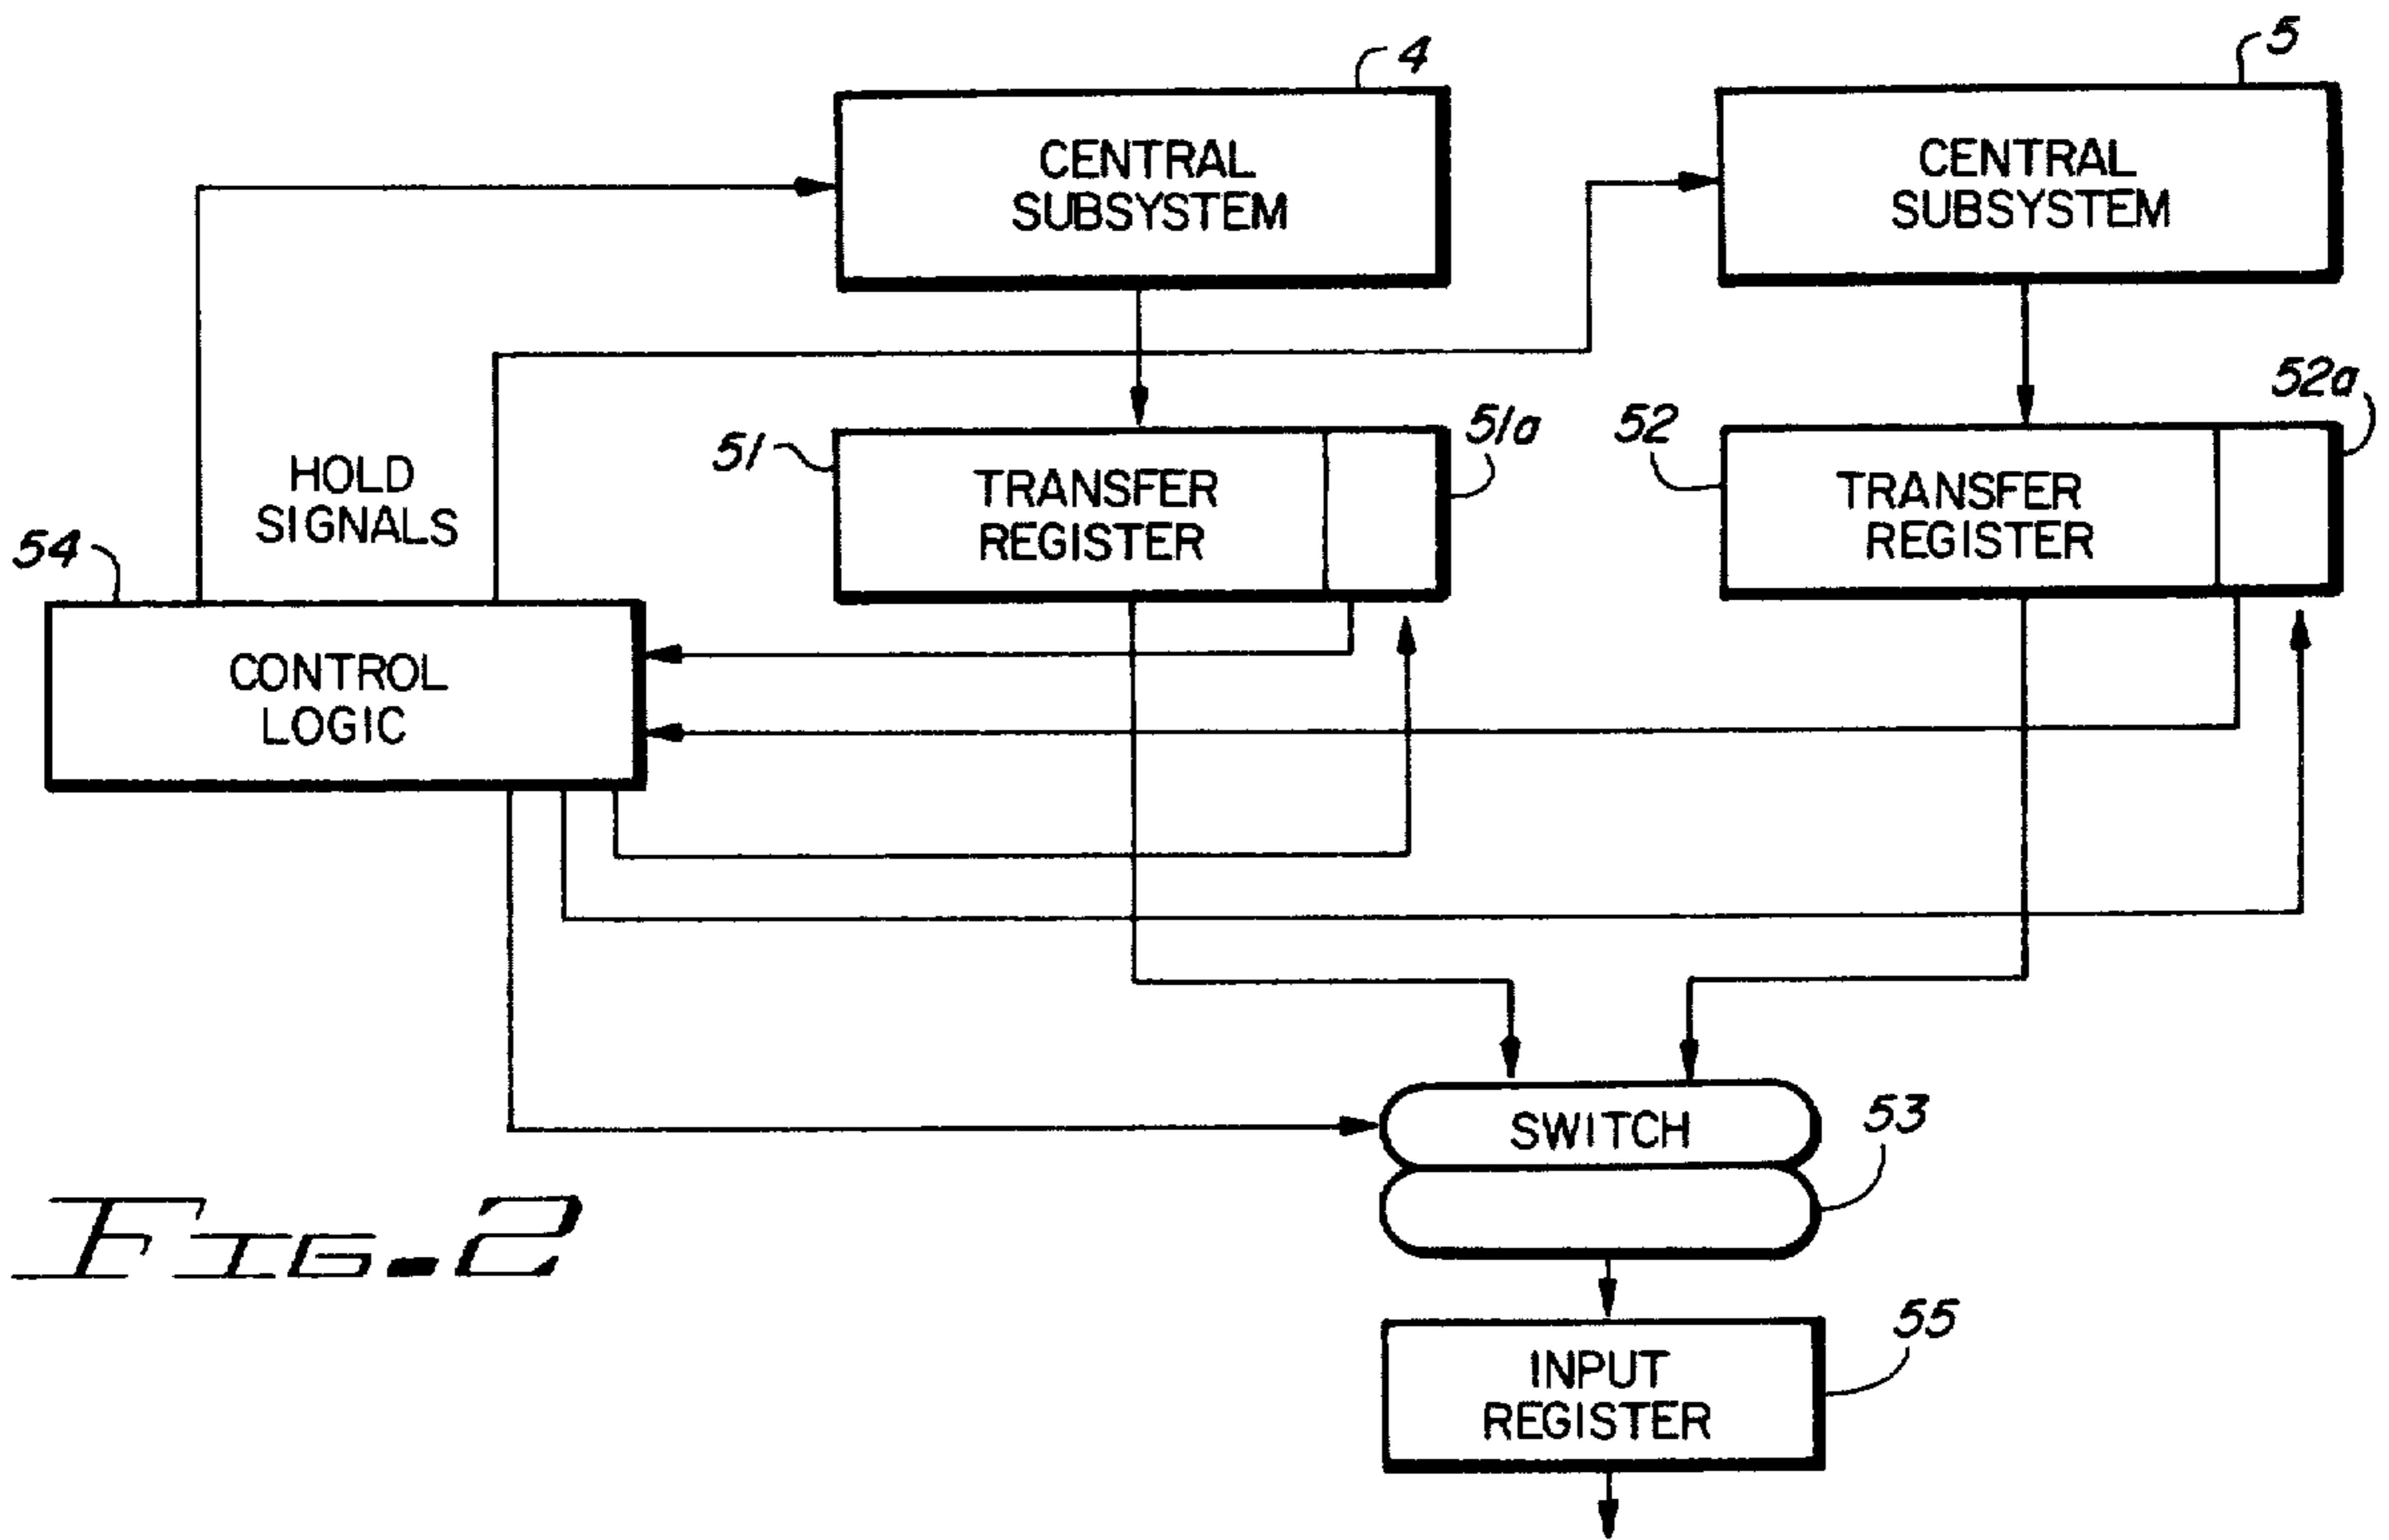 4
5
CENTRAL
SUBSYSTEM
CENTRAL
SUBSYSTEM
51
TRANSFER
REGISTER
51a
52
TRANSFER
REGISTER
52a
HOLD
SIGNALS
54
CONTROL
LOGIC
SWITCH
53
INPUT
REGISTER
55
FIG-2